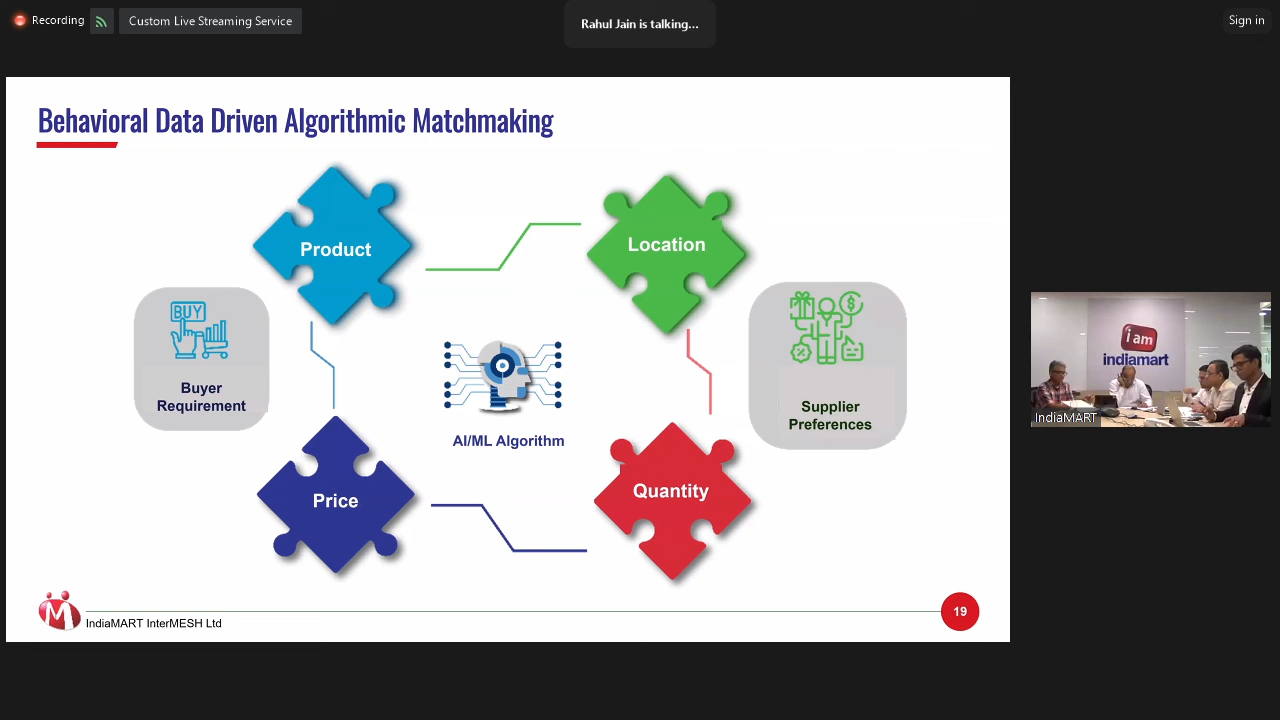 Recording
Custom Live Streaming Service
Rahul Jain is talking...
Sign in
Behavioral Data Driven Algorithmic Matchmaking
Product
Location
BUY
Buyer
Requirement
$
Supplier
Preferences
AI/ML Algorithm
Price
Quantity
i am
indiamart
IndiaMART
M
IndiaMART InterMESH Ltd
19